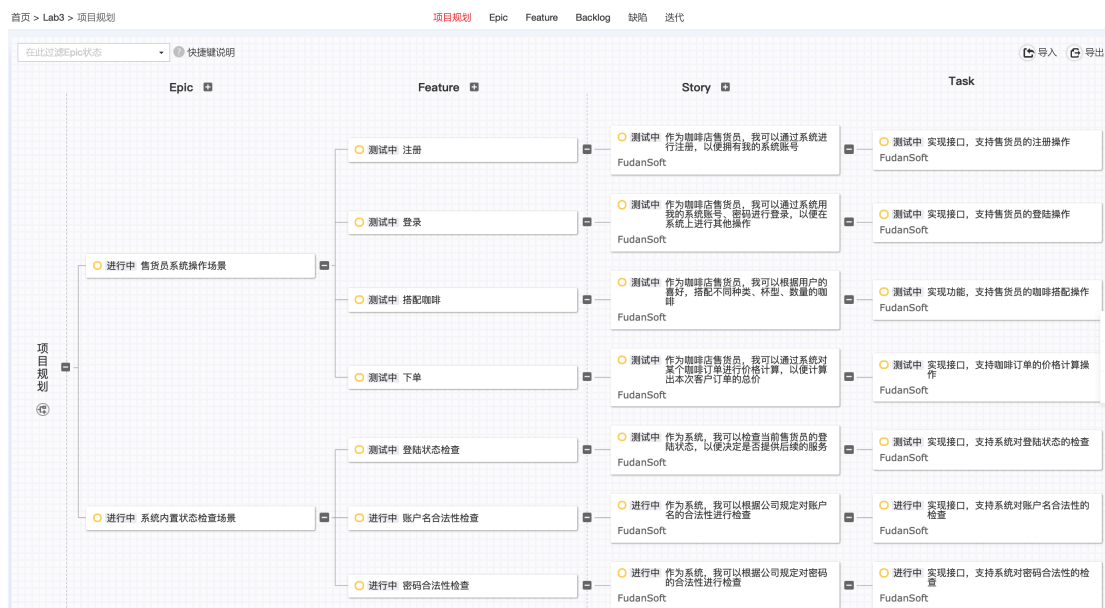 首页 > Lab3 > 项目规划
项目规划 Epic Feature Backlog 缺陷 迭代
在此过滤Epic状态 快捷键说明
导入 导出
Epic Feature Story Task
项目规划
进行中 售货员系统操作场景
测试中 注册
测试中 作为咖啡店售货员，我可以通过系统进
行注册，以便拥有我的系统账号
FudanSoft
测试中 实现接口，支持售货员的注册操作
FudanSoft
测试中 登录
测试中 作为咖啡店售货员，我可以通过系统用
我的系统账号、密码进行登录，以便在
系统上进行其他操作
FudanSoft
测试中 实现接口，支持售货员的登陆操作
FudanSoft
测试中 搭配咖啡
测试中 作为咖啡店售货员，我可以根据用户的
喜好，搭配不同种类、杯型、数量的咖
啡
FudanSoft
测试中 实现功能，支持售货员的咖啡搭配操作
FudanSoft
测试中 下单
测试中 作为咖啡店售货员，我可以通过系统对
某个咖啡订单进行价格计算，以便计算
出本次客户订单的总价
FudanSoft
测试中 实现接口，支持咖啡订单的价格计算操
作
FudanSoft
进行中 系统内置状态检查场景
测试中 登陆状态检查
测试中 作为系统，我可以检查当前售货员的登
陆状态，以便决定是否提供后续的服务
FudanSoft
测试中 实现接口，支持系统对登陆状态的检查
FudanSoft
进行中 账户名合法性检查
进行中 作为系统，我可以根据公司规定对账户
名的合法性进行检查
FudanSoft
进行中 实现接口，支持系统对账户名合法性的
检查
FudanSoft
进行中 密码合法性检查
进行中 作为系统，我可以根据公司规定对密码
的合法性进行检查
FudanSoft
进行中 实现接口，支持系统对密码合法性的检
查
FudanSoft